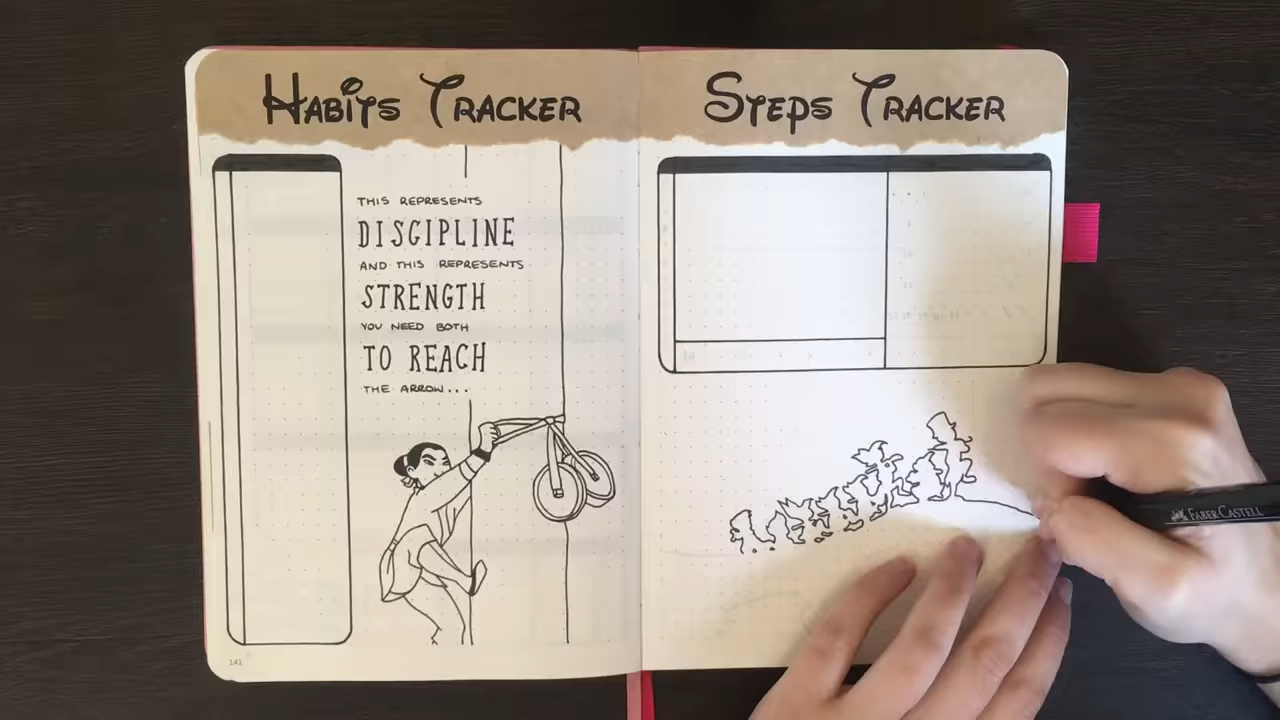 Habits Tracker
THIS REPRESENTS
DISCIPLINE
AND THIS REPRESENTS
STRENGTH
YOU NEED BOTH
TO REACH
THE ARROW...
141
Steps Tracker
FABER-CASTELL